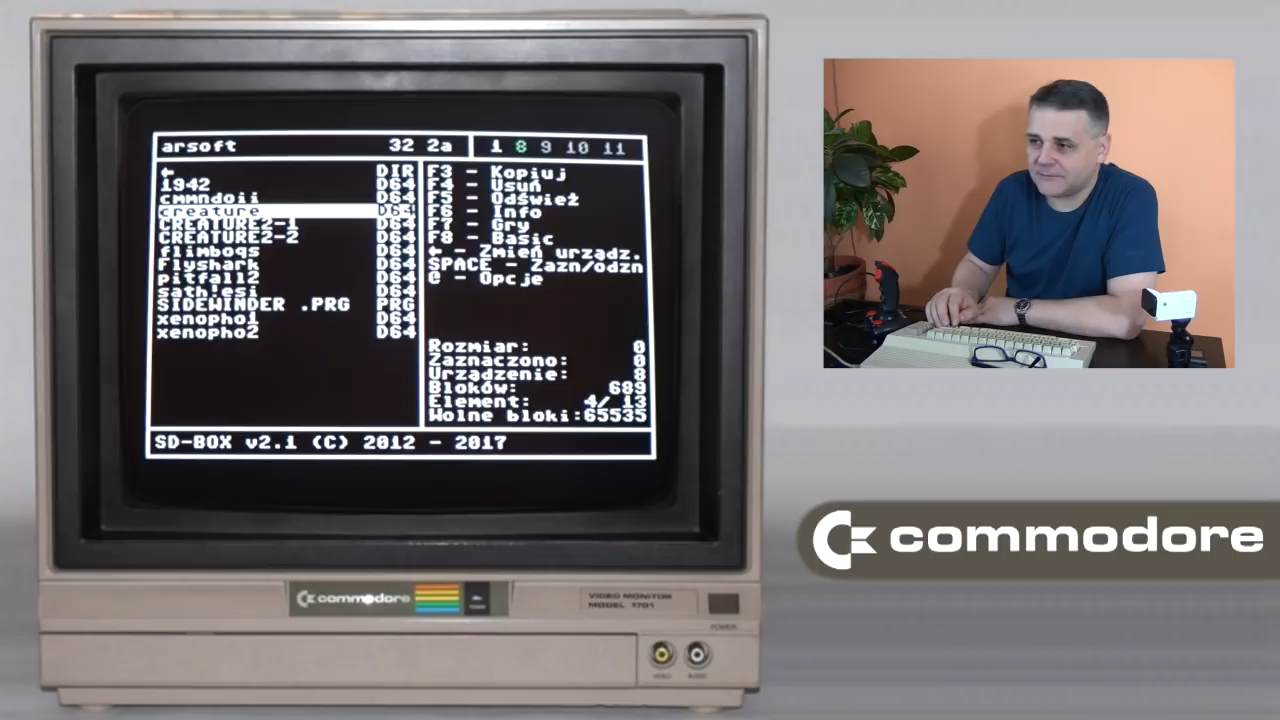 arsoft 32 2a 1 8 9 10 11
← DIR
1942 D64
cmmndoii D64
creature D64
CREATURE2-1 D64
CREATURE2-2 D64
flimbogs D64
Flyshark D64
pitfall2 D64
sathlesi D64
SIDEWINDER .PRG PRG
xenopho1 D64
xenopho2 D64
F3 - Kopiuj
F4 - Usuń
F5 - Odśwież
F6 - Info
F7 - Gry
F8 - Basic
← - Zmień urządz.
SPACE - Zazn/odzn
@ - Opcje
Rozmiar: 0
Zaznaczono: 0
Urządzenie: 8
Bloków: 689
Element: 4/ 13
Wolne bloki:65535
SD-BOX v2.1 (C) 2012 - 2017
commodore
VIDEO MONITOR
MODEL 1701
POWER
VIDEO AUDIO
commodore